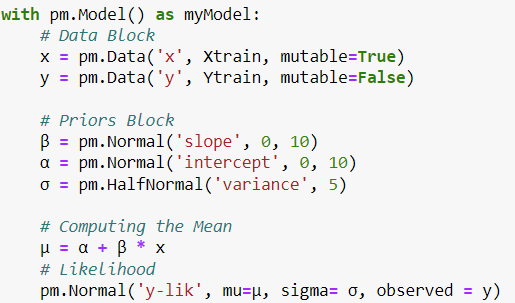 with pm.Model() as myModel:
    # Data Block
    x = pm.Data('x', Xtrain, mutable=True)
    y = pm.Data('y', Ytrain, mutable=False)

    # Priors Block
    β = pm.Normal('slope', 0, 10)
    α = pm.Normal('intercept', 0, 10)
    σ = pm.HalfNormal('variance', 5)

    # Computing the Mean
    μ = α + β * x
    # Likelihood
    pm.Normal('y-lik', mu=μ, sigma= σ, observed = y)